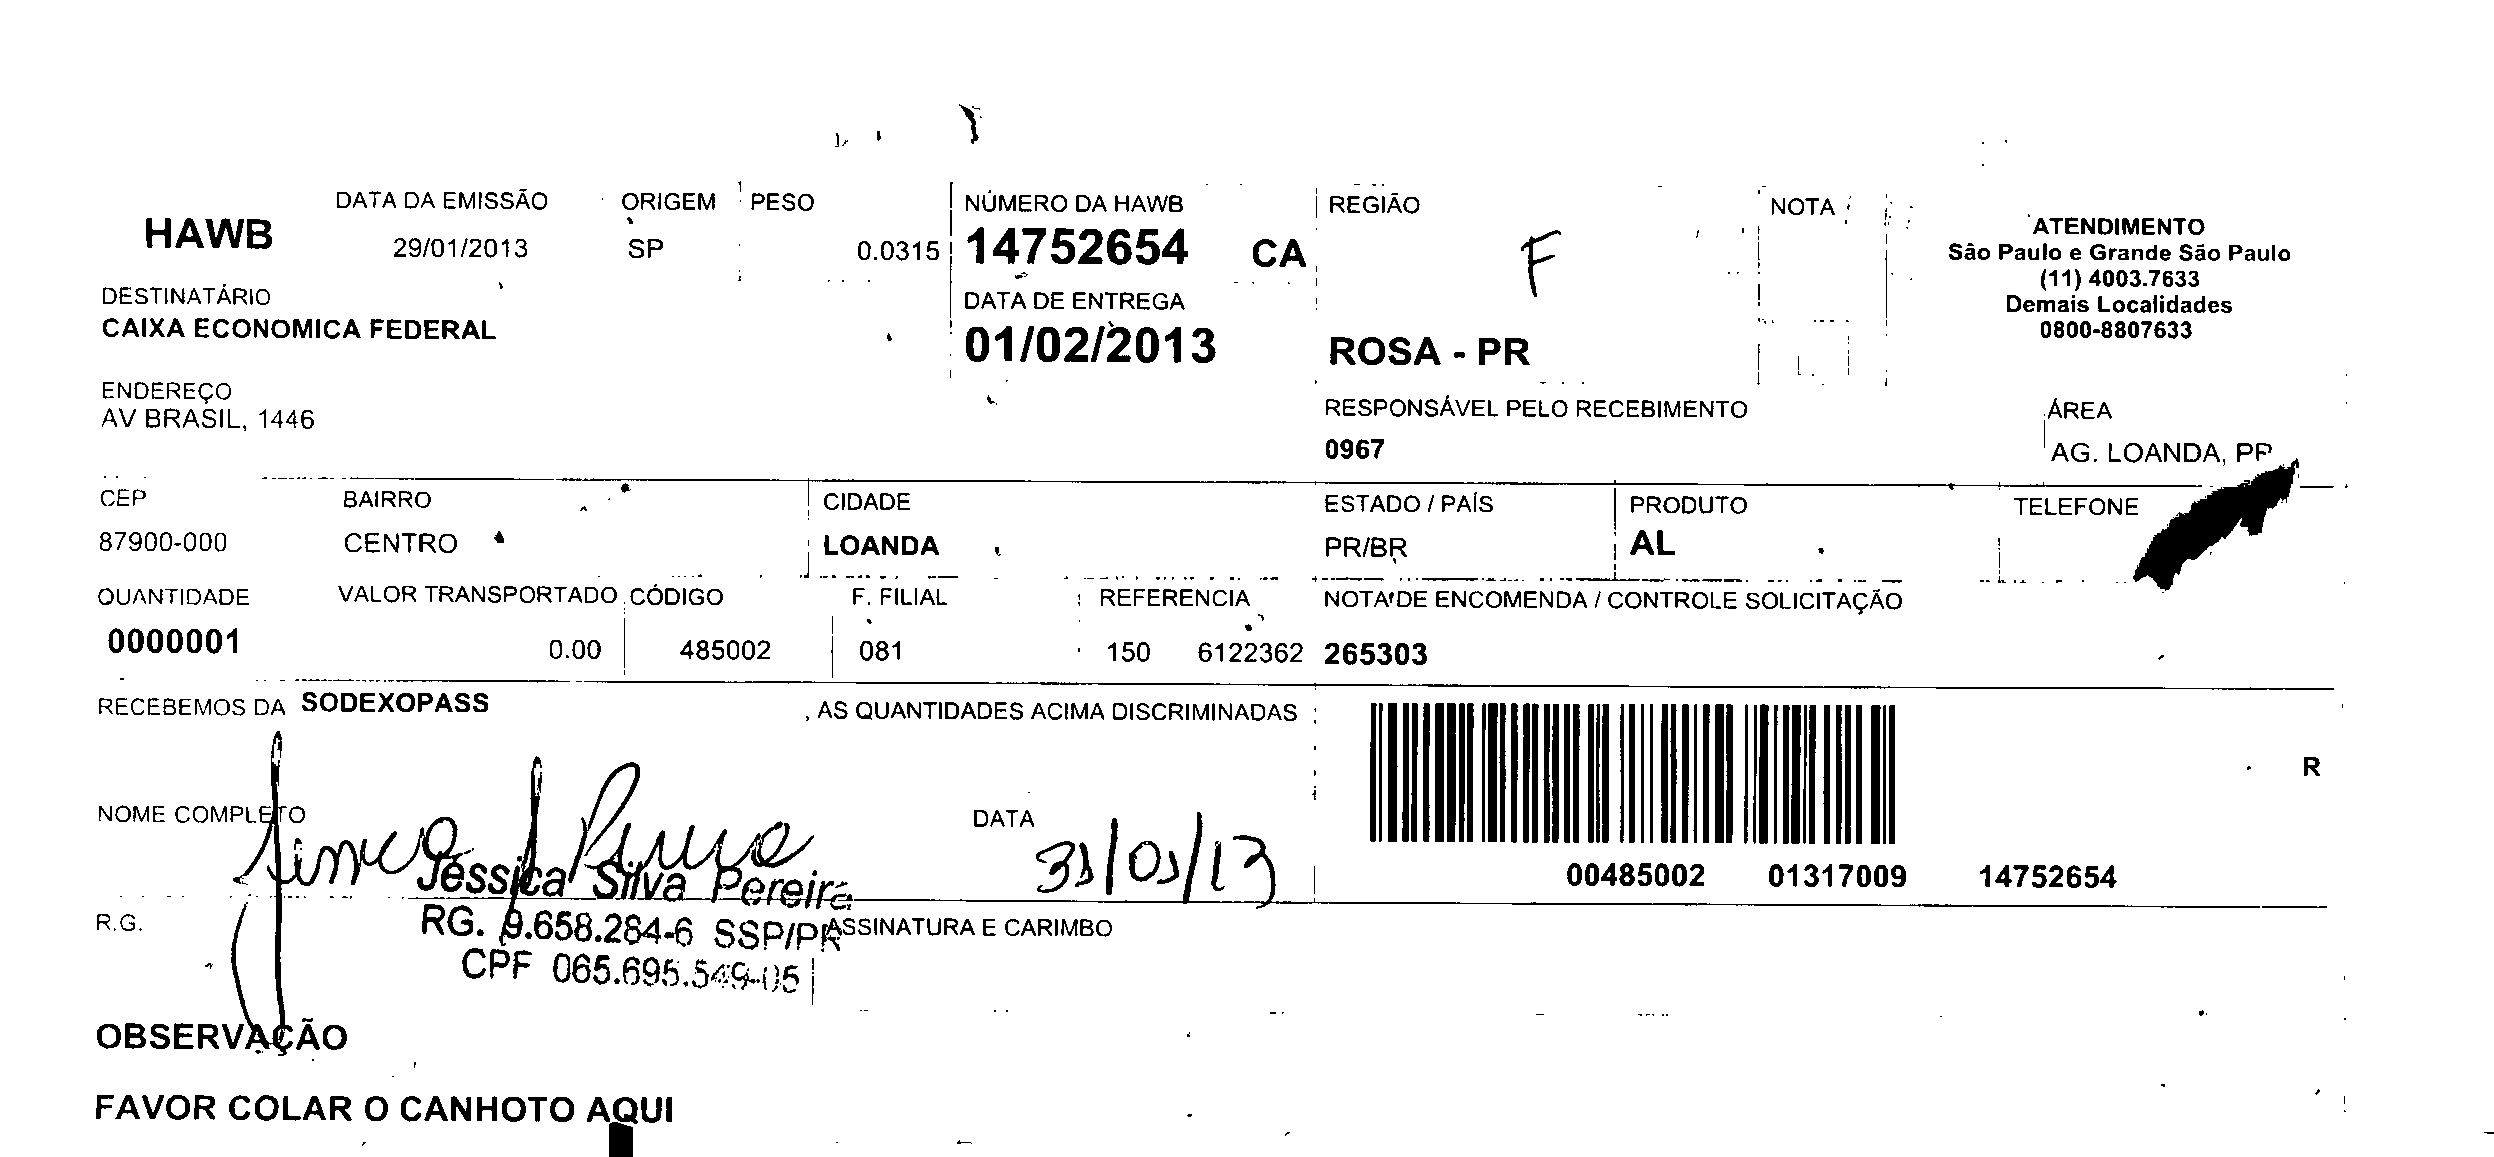 HAWB DATA DA EMISSÃO ORIGEM PESO NÚMERO DA HAWB REGIÃO NOTA
29/01/2013 SP 0.0315 14752654 CA F
ATENDIMENTO
São Paulo e Grande São Paulo
(11) 4003.7633
Demais Localidades
0800-8807633
DESTINATÁRIO DATA DE ENTREGA
CAIXA ECONOMICA FEDERAL 01/02/2013 ROSA - PR
ENDEREÇO RESPONSÁVEL PELO RECEBIMENTO ÁREA
AV BRASIL, 1446 0967 AG. LOANDA, PR
CEP BAIRRO CIDADE ESTADO / PAÍS PRODUTO TELEFONE
87900-000 CENTRO LOANDA PR/BR AL
QUANTIDADE VALOR TRANSPORTADO CÓDIGO F. FILIAL REFERENCIA NOTA DE ENCOMENDA / CONTROLE SOLICITAÇÃO
0000001 0.00 485002 081 150 6122362 265303
RECEBEMOS DA SODEXOPASS , AS QUANTIDADES ACIMA DISCRIMINADAS
R
NOME COMPLETO DATA 31/01/13
Jéssica Silva Pereira
00485002 01317009 14752654
R.G. RG. 9.658.284-6 SSP/PR ASSINATURA E CARIMBO
CPF 065.695.549-05
OBSERVAÇÃO
FAVOR COLAR O CANHOTO AQUI